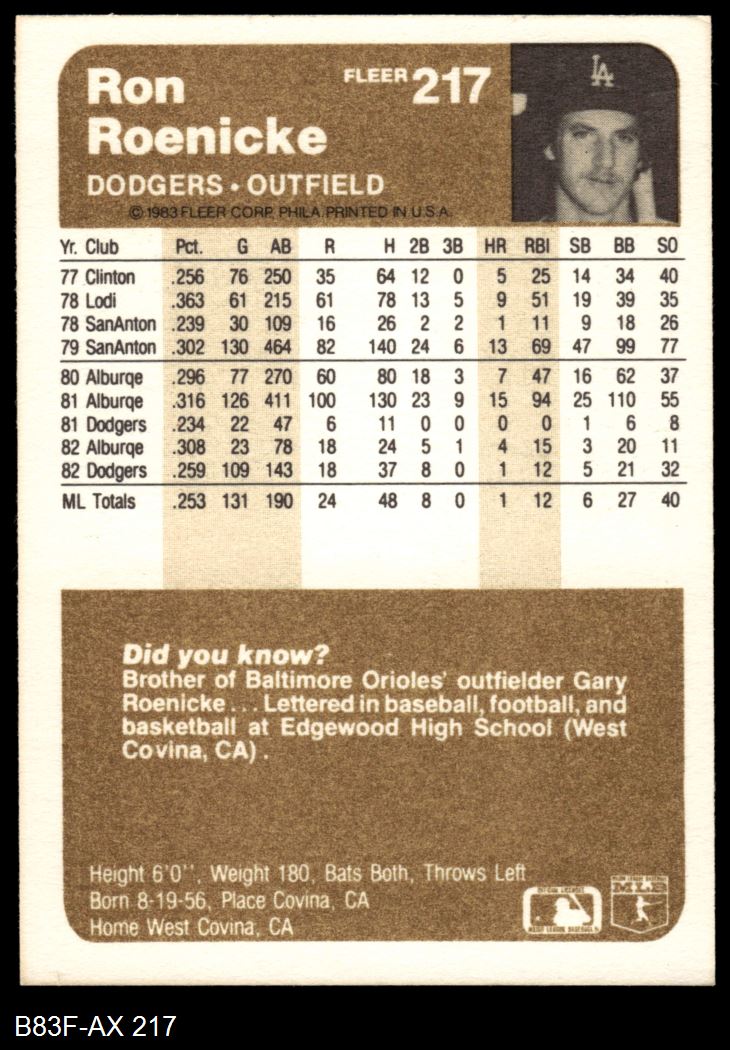 Ron
Roenicke
FLEER 217
DODGERS • OUTFIELD
© 1983 FLEER CORP. PHILA. PRINTED IN U.S.A.
LA
Yr. Club Pct. G AB R H 2B 3B HR RBI SB BB SO
77 Clinton .256 76 250 35 64 12 0 5 25 14 34 40
78 Lodi .363 61 215 61 78 13 5 9 51 19 39 35
78 SanAnton .239 30 109 16 26 2 2 1 11 9 18 26
79 SanAnton .302 130 464 82 140 24 6 13 69 47 99 77
80 Alburqe .296 77 270 60 80 18 3 7 47 16 62 37
81 Alburqe .316 126 411 100 130 23 9 15 94 25 110 55
81 Dodgers .234 22 47 6 11 0 0 0 0 1 6 8
82 Alburqe .308 23 78 18 24 5 1 4 15 3 20 11
82 Dodgers .259 109 143 18 37 8 0 1 12 5 21 32
ML Totals .253 131 190 24 48 8 0 1 12 6 27 40
Did you know?
Brother of Baltimore Orioles' outfielder Gary
Roenicke ... Lettered in baseball, football, and
basketball at Edgewood High School (West
Covina, CA) .
Height 6'0'', Weight 180, Bats Both, Throws Left
Born 8-19-56, Place Covina, CA
Home West Covina, CA
B83F-AX 217